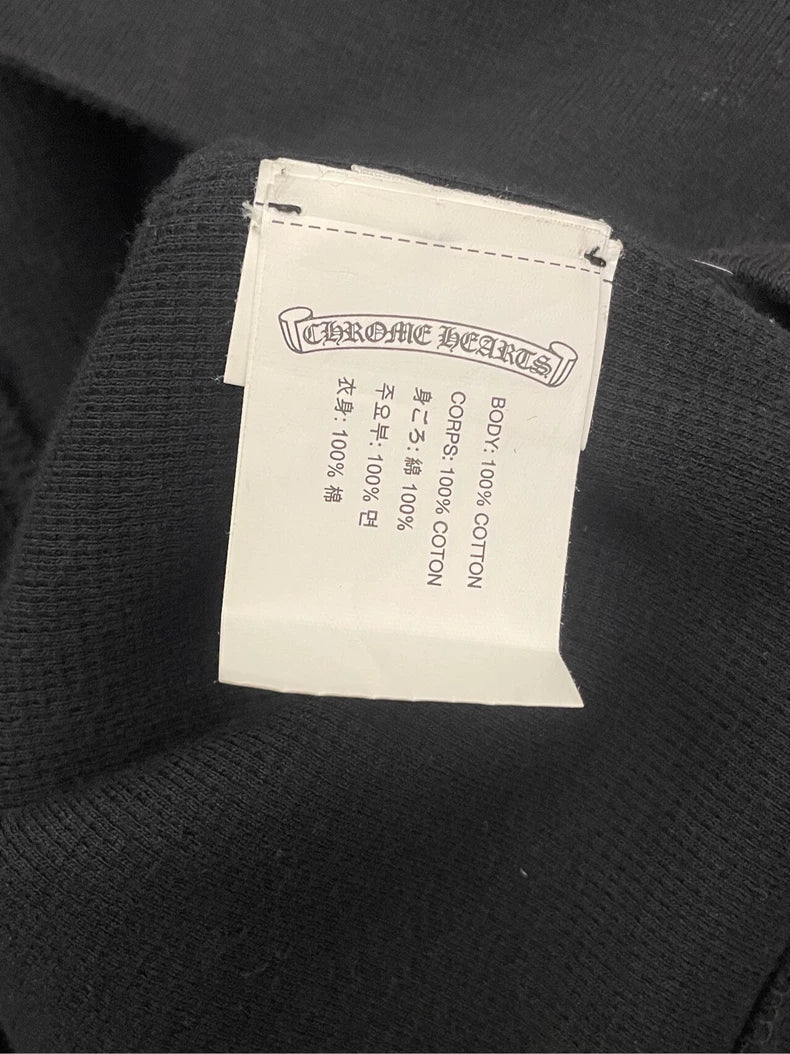 CHROME HEARTS
BODY: 100% COTTON
CORPS: 100% COTON
身ごろ: 綿 100%
주요부: 100% 면
衣身: 100% 棉